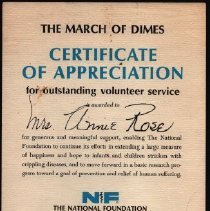 THE MARCH OF DIMES
CERTIFICATE
OF APPRECIATION
for outstanding volunteer service
is awarded to
Mrs. Annie Rose
for generous and meaningful support, enabling The National
Foundation to continue its efforts in extending a large measure
of happiness and hope to infants and children stricken with
crippling diseases, and to move forward in a basic research pro-
gram toward a goal of prevention and relief of human suffering.
NF
THE NATIONAL FOUNDATION